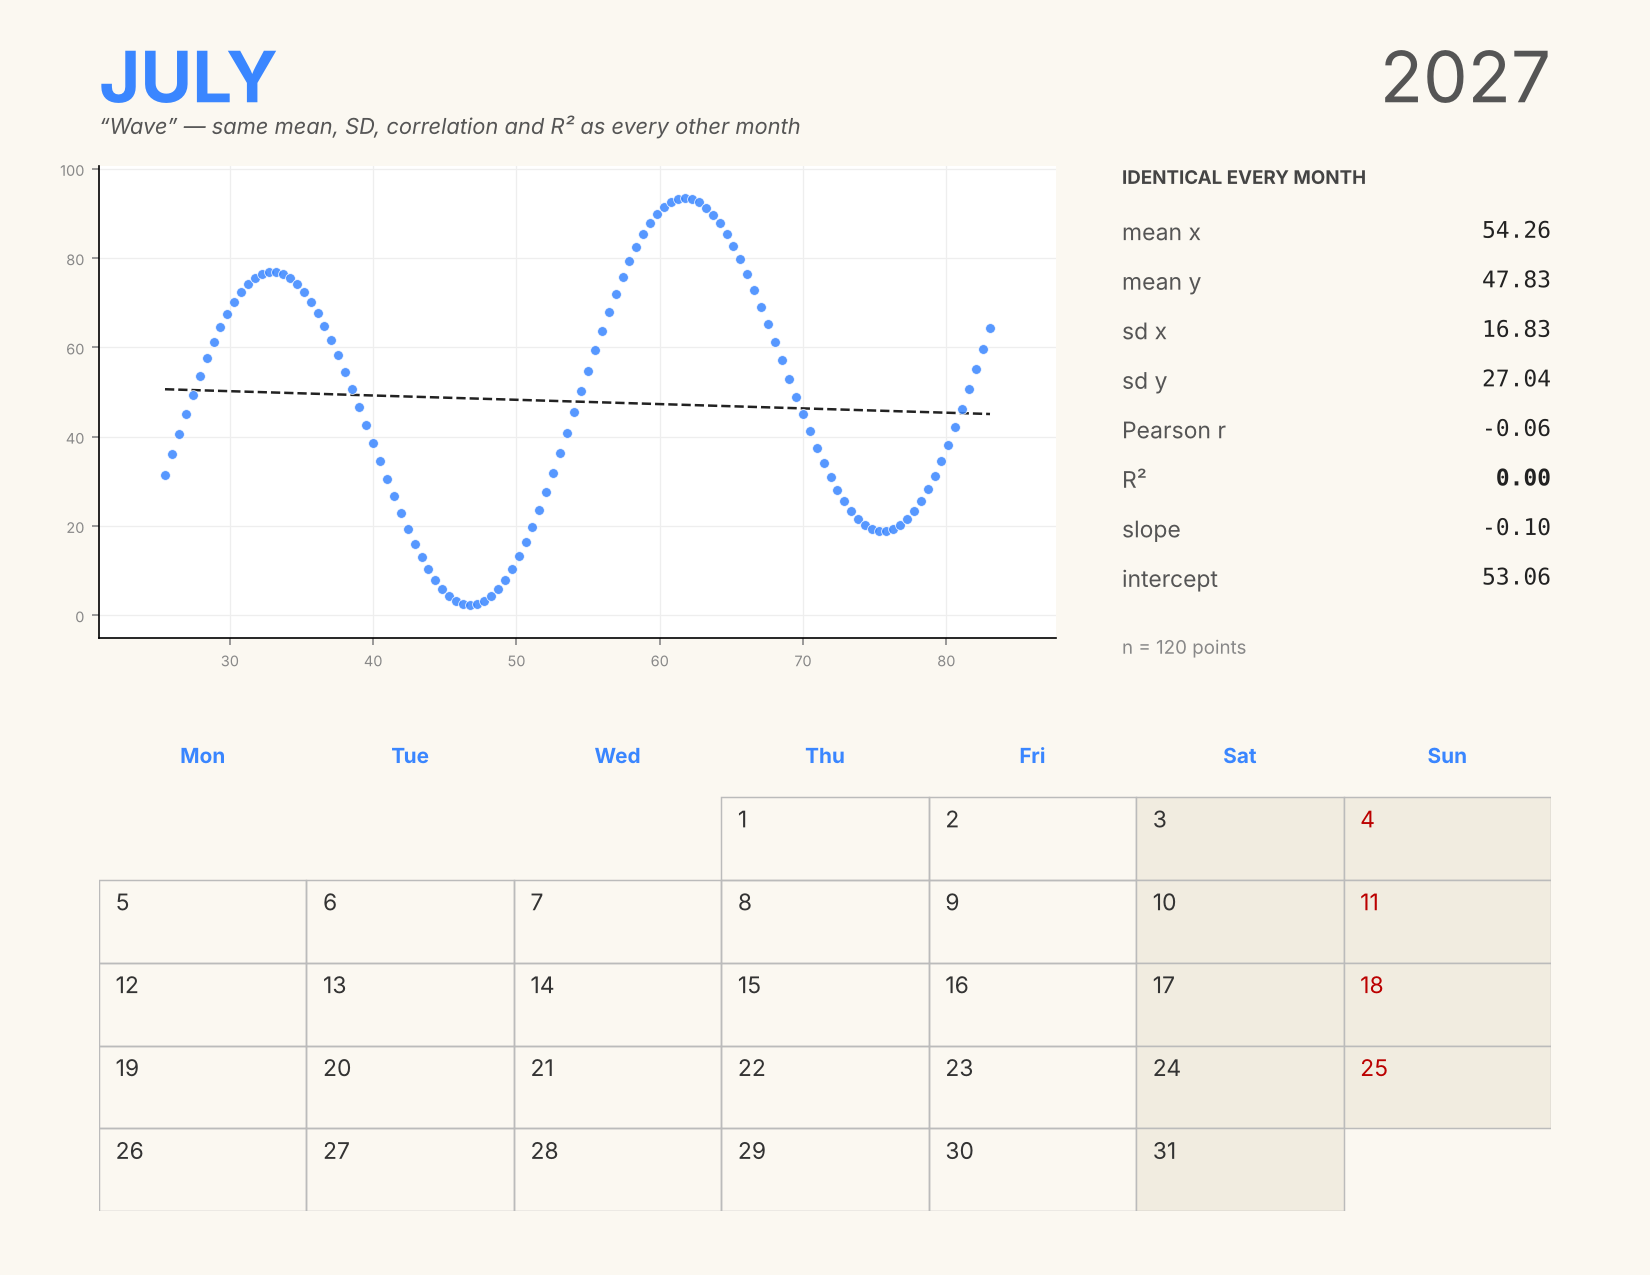 JULY 2027
“Wave” — same mean, SD, correlation and R² as every other month
100
80
60
40
20
0
30 40 50 60 70 80
IDENTICAL EVERY MONTH
mean x 54.26
mean y 47.83
sd x 16.83
sd y 27.04
Pearson r -0.06
R² 0.00
slope -0.10
intercept 53.06
n = 120 points
Mon Tue Wed Thu Fri Sat Sun
1 2 3 4
5 6 7 8 9 10 11
12 13 14 15 16 17 18
19 20 21 22 23 24 25
26 27 28 29 30 31